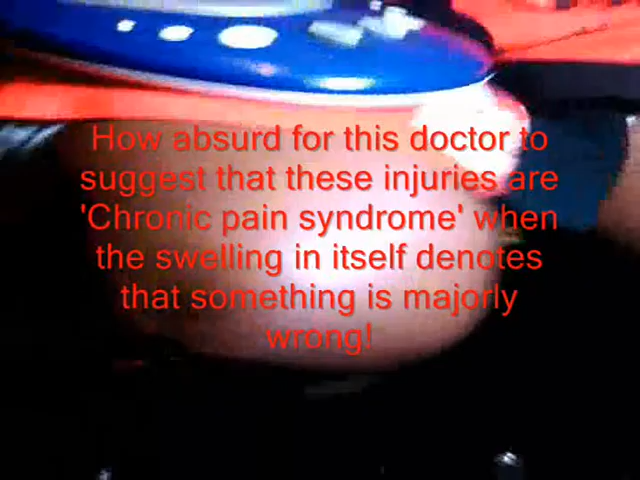 How absurd for this doctor to
suggest that these injuries are
'Chronic pain syndrome' when
the swelling in itself denotes
that something is majorly
wrong!